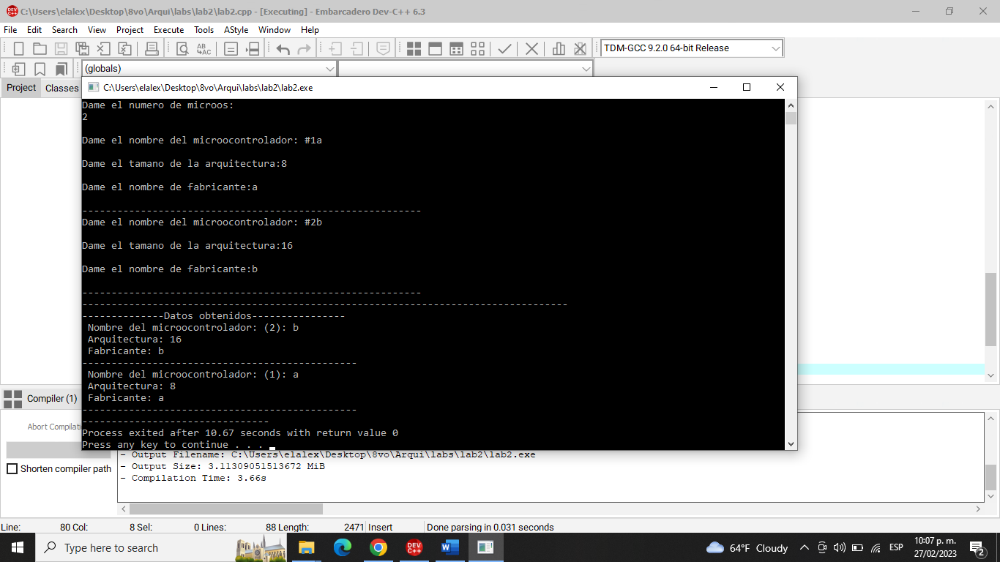 C:\Users\elalex\Desktop\8vo\Arqui\labs\lab2\lab2.cpp - [Executing] - Embarcadero Dev-C++ 6.3
File Edit Search View Project Execute Tools AStyle Window Help
TDM-GCC 9.2.0 64-bit Release
(globals)
Project Classes
C:\Users\elalex\Desktop\8vo\Arqui\labs\lab2\lab2.exe
Dame el numero de microos:
2
Dame el nombre del microocontrolador: #1a
Dame el tamano de la arquitectura:8
Dame el nombre de fabricante:a
----------------------------------------------------------
Dame el nombre del microocontrolador: #2b
Dame el tamano de la arquitectura:16
Dame el nombre de fabricante:b
----------------------------------------------------------
-----------------------------------------------------------------------------------
--------------Datos obtenidos----------------
Nombre del microocontrolador: (2): b
Arquitectura: 16
Fabricante: b
-----------------------------------------------
Nombre del microocontrolador: (1): a
Arquitectura: 8
Fabricante: a
-----------------------------------------------
--------------------------------
Process exited after 10.67 seconds with return value 0
Press any key to continue . . .
Compiler (1)
Abort Compilati
Shorten compiler path
- Output Filename: C:\Users\elalex\Desktop\8vo\Arqui\labs\lab2\lab2.exe
- Output Size: 3.11309051513672 MiB
- Compilation Time: 3.66s
Line: 80 Col: 8 Sel: 0 Lines: 88 Length: 2471 Insert Done parsing in 0.031 seconds
Type here to search
64°F Cloudy
ESP
10:07 p. m.
27/02/2023
2